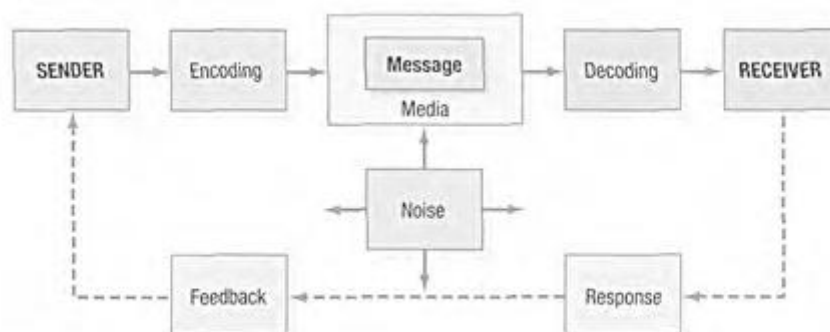 SENDER
Encoding
Message
Media
Decoding
RECEIVER
Noise
Feedback
Response